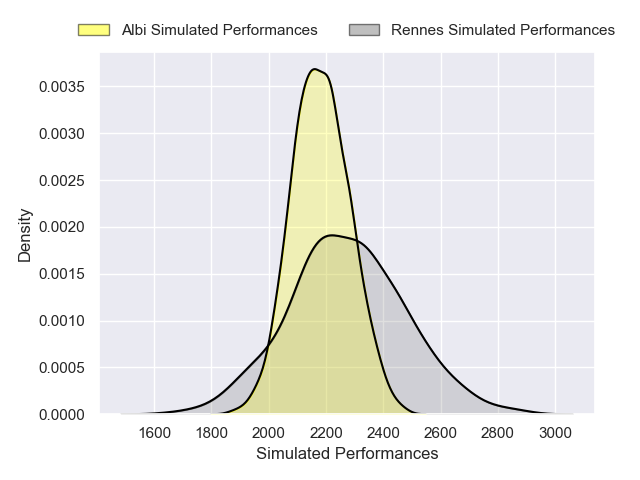 Albi Simulated Performances Rennes Simulated Performances
0.0035
0.0030
0.0025
0.0020
0.0015
0.0010
0.0005
0.0000
Density
1600 1800 2000 2200 2400 2600 2800 3000
Simulated Performances